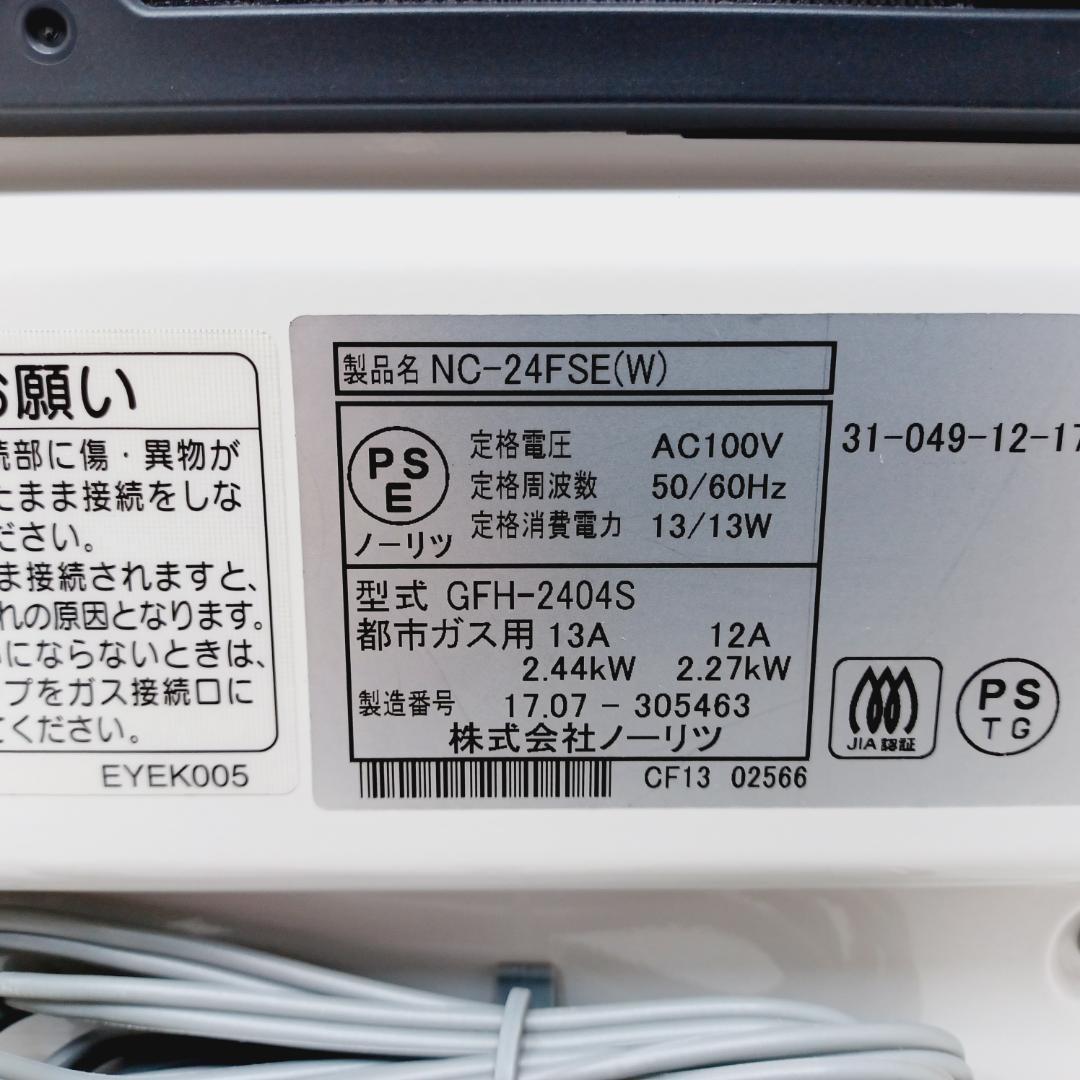 お願い
続部に傷・異物が
たまま接続をしな
ださい。
ま接続されますと、
れの原因となります。
にならないときは、
プをガス接続口に
てください。
EYEK005
製品名 NC-24FSE(W)
PS
E
ノーリツ
定格電圧 AC100V
定格周波数 50/60Hz
定格消費電力 13/13W
型式 GFH-2404S
都市ガス用 13A 12A
2.44kW 2.27kW
製造番号 17.07 - 305463
株式会社ノーリツ
CF13 02566
31-049-12-17
JIA 認証
PS
TG